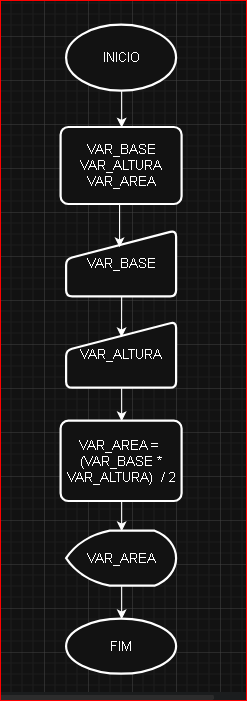 INICIO
VAR_BASE
VAR_ALTURA
VAR_AREA
VAR_BASE
VAR_ALTURA
VAR_AREA =
(VAR_BASE *
VAR_ALTURA) / 2
VAR_AREA
FIM